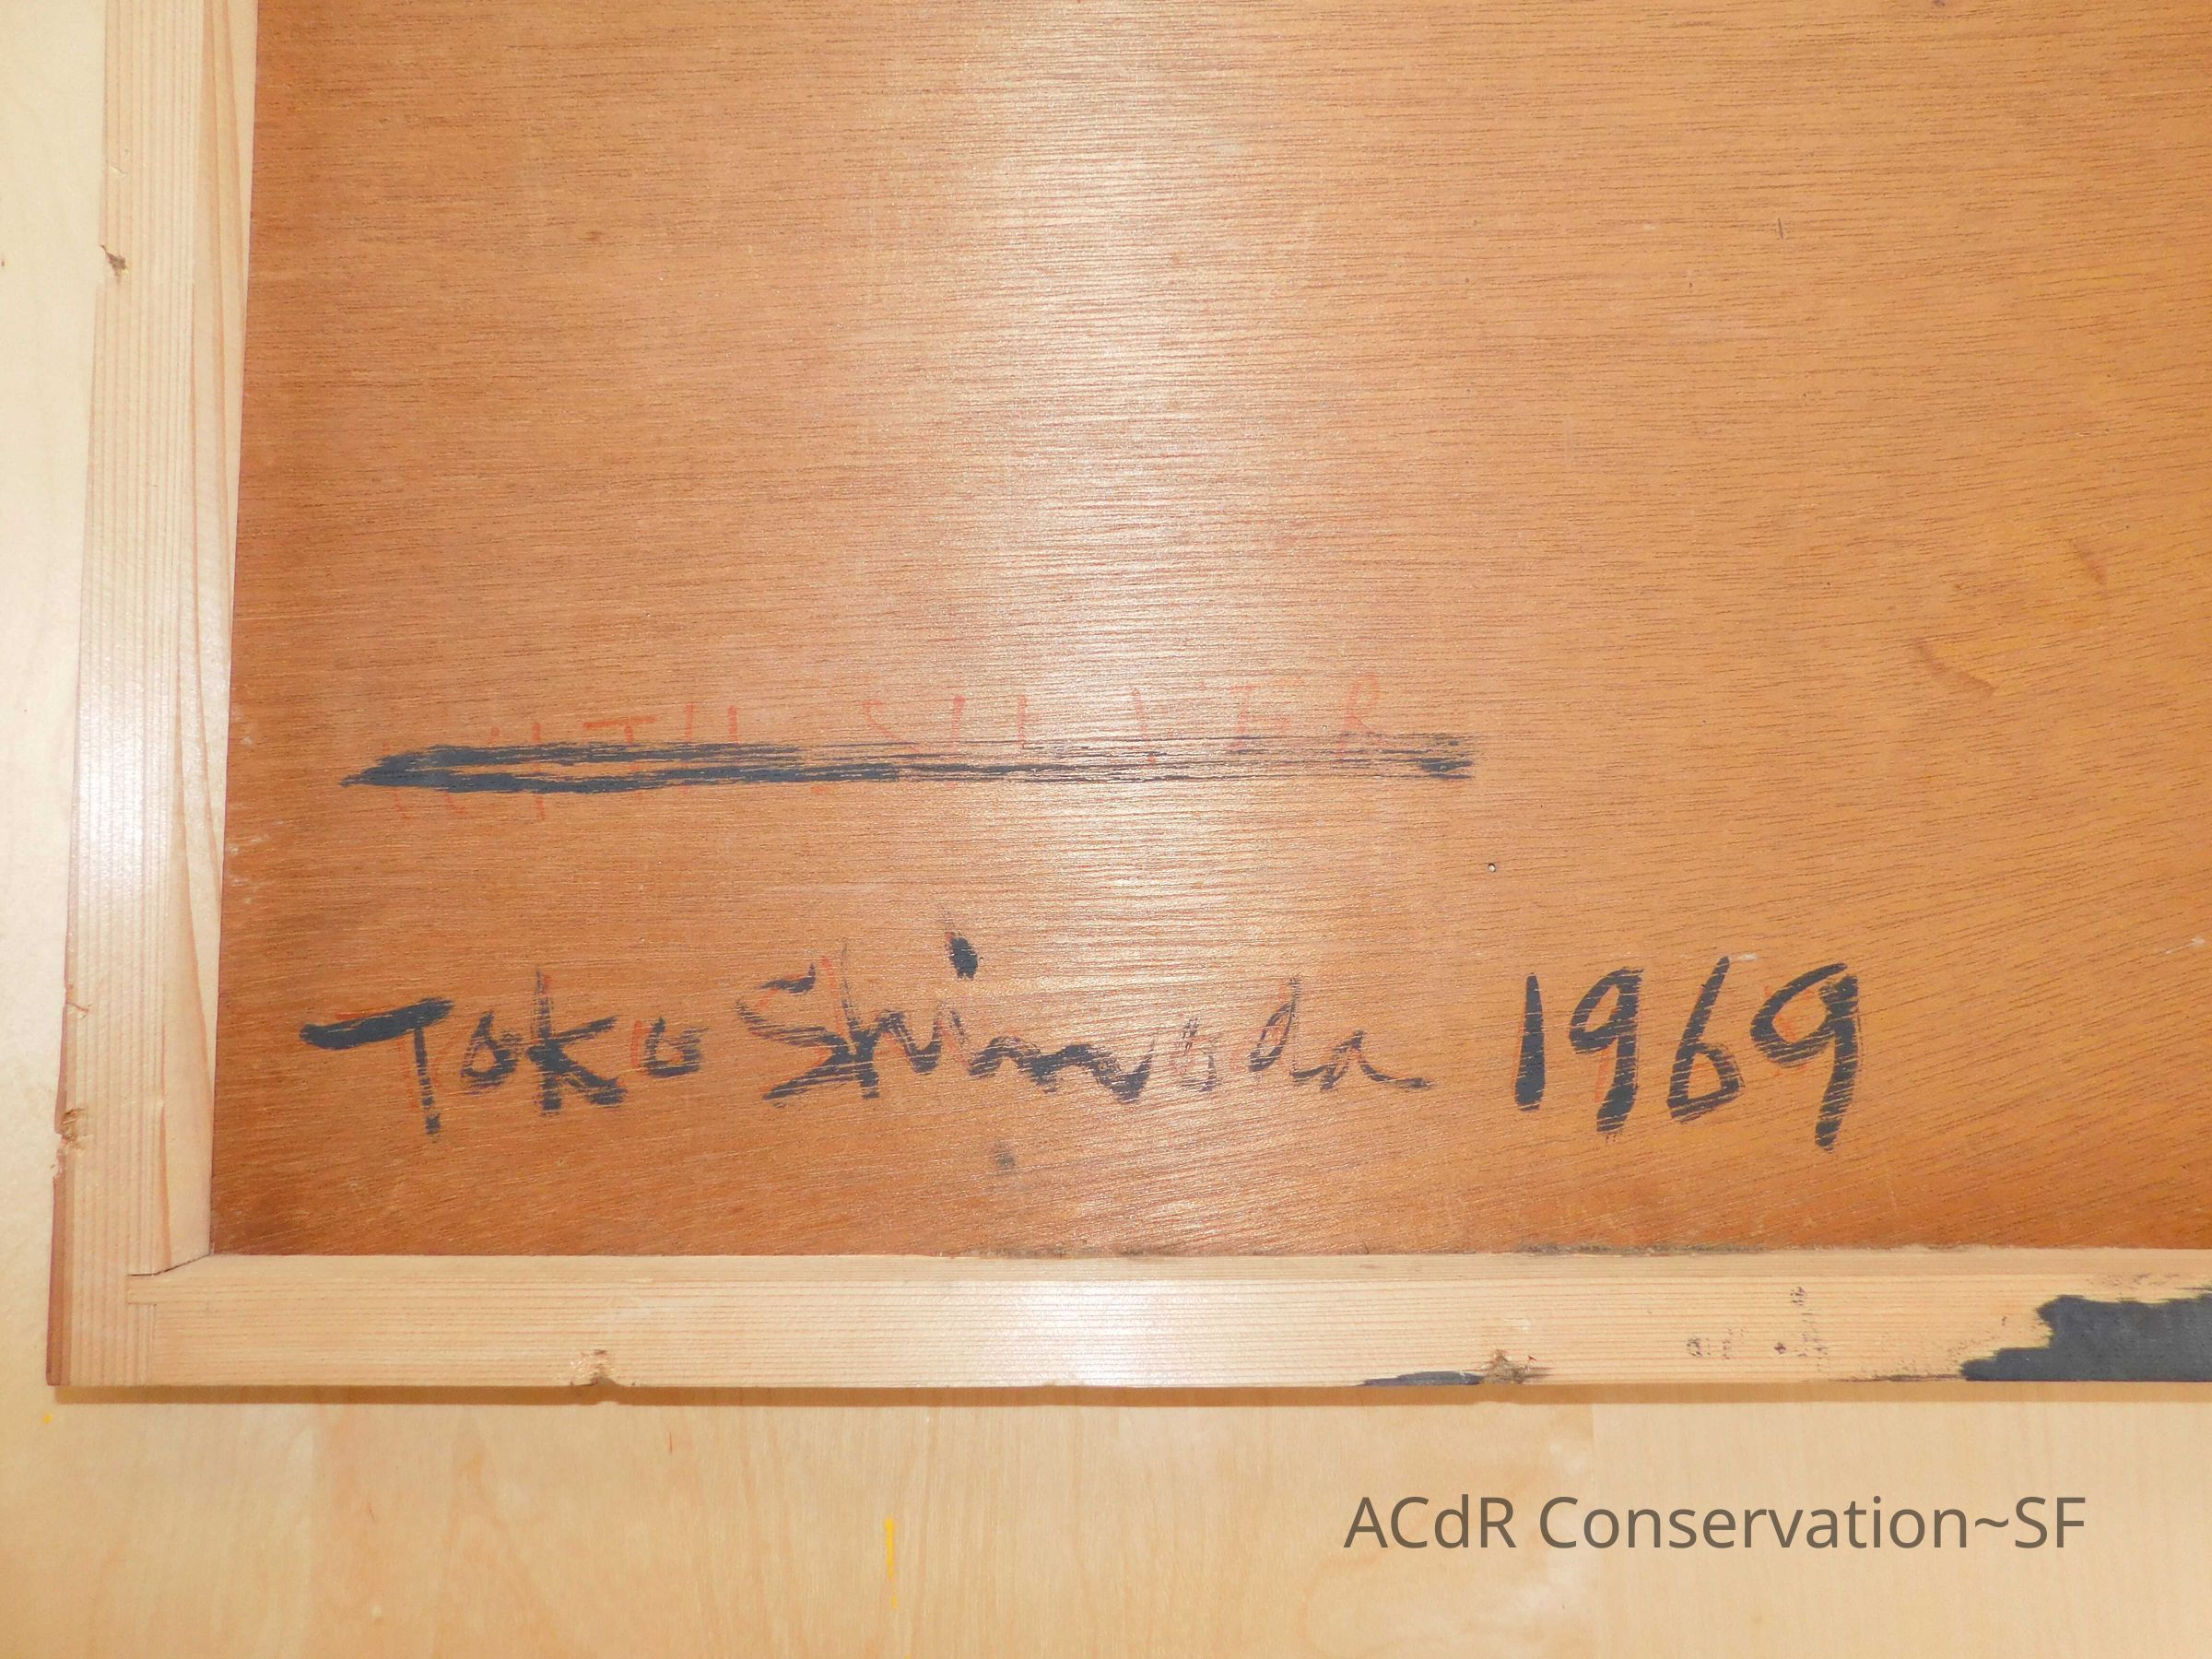 WITH SILVER
Toko Shinoda 1969
ACdR Conservation~SF